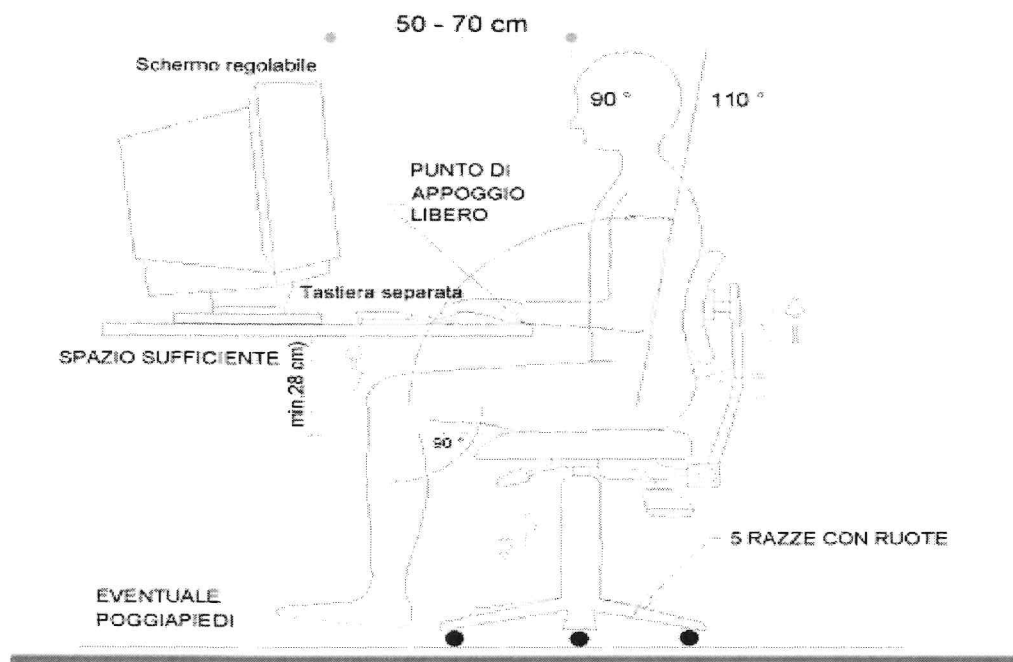 50 - 70 cm
Schermo regolabile
90 °
110 °
PUNTO DI
APPOGGIO
LIBERO
Tastiera separata
SPAZIO SUFFICIENTE
min.28 cm)
90 °
5 RAZZE CON RUOTE
EVENTUALE
POGGIAPIEDI